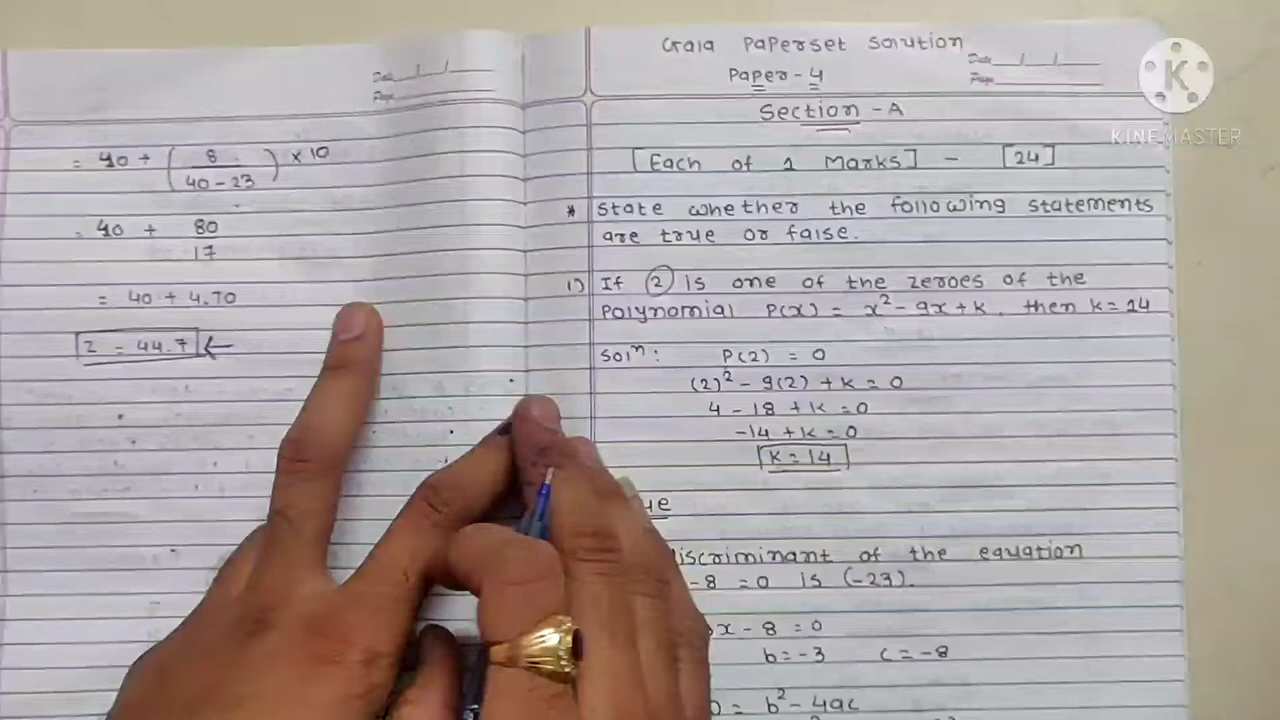 = 40 + ( 8 / 40 - 23 ) × 10
= 40 + 80 / 17
= 40 + 4.70
Z = 44.7 ←
Date / /
Page
Gala Paperset Solution
Date / /
Page
Paper - 4
Section - A
[Each of 1 Marks] - [24]
* State whether the following statements
are true or false.
1) If 2 is one of the zeroes of the
Polynomial P(x) = x² - 9x + k, then k = 14
Solⁿ: P(2) = 0
(2)² - 9(2) + k = 0
4 - 18 + k = 0
-14 + k = 0
k = 14
ue
iscriminant of the equation
- 8 = 0 is (-23).
x - 8 = 0
b = -3 c = -8
D = b² - 4ac
K
KINEMASTER